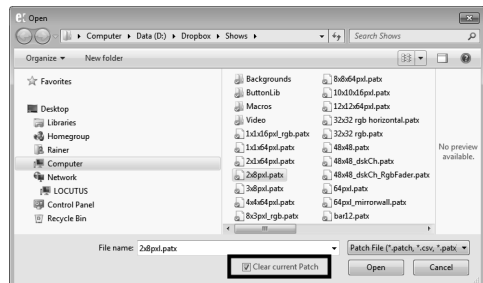 Open
Computer ▸ Data (D:) ▸ Dropbox ▸ Shows ▸
Search Shows
Organize
New folder
Favorites
Desktop
Libraries
Homegroup
Rainer
Computer
Network
LOCUTUS
Control Panel
Recycle Bin
Backgrounds
ButtonLib
Macros
Video
1x1x16pxl_rgb.patx
1x1x64pxl.patx
2x1x64pxl.patx
2x8pxl.patx
3x8pxl.patx
4x4x64pxl.patx
8x3pxl_rgb.patx
8x8x64pxl.patx
10x10x16pxl.patx
12x12x64pxl.patx
32x32 rgb horizontal.patx
32x32 rgb.patx
48x48.patx
48x48_dskCh.patx
48x48_dskCh_RgbFader.patx
64pxl.patx
64pxl_mirrorwall.patx
bar12.patx
No preview
available.
File name: 2x8pxl.patx
Patch File (*.patch, *.csv, *.patx)
Clear current Patch
Open
Cancel